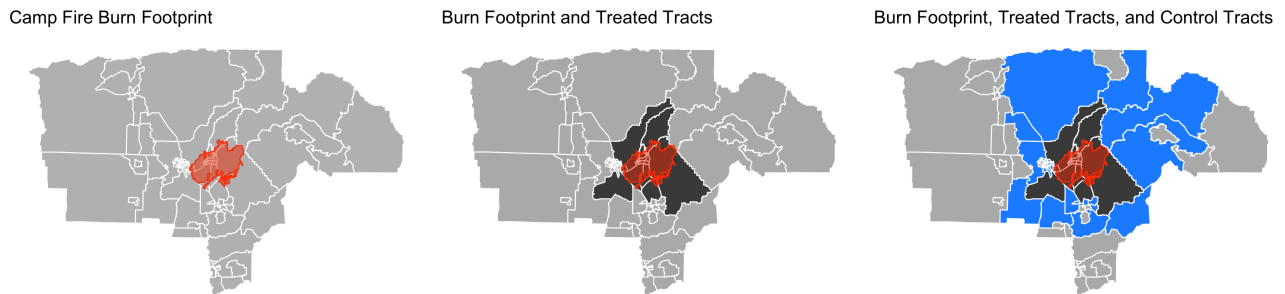 Camp Fire Burn Footprint
Burn Footprint and Treated Tracts
Burn Footprint, Treated Tracts, and Control Tracts